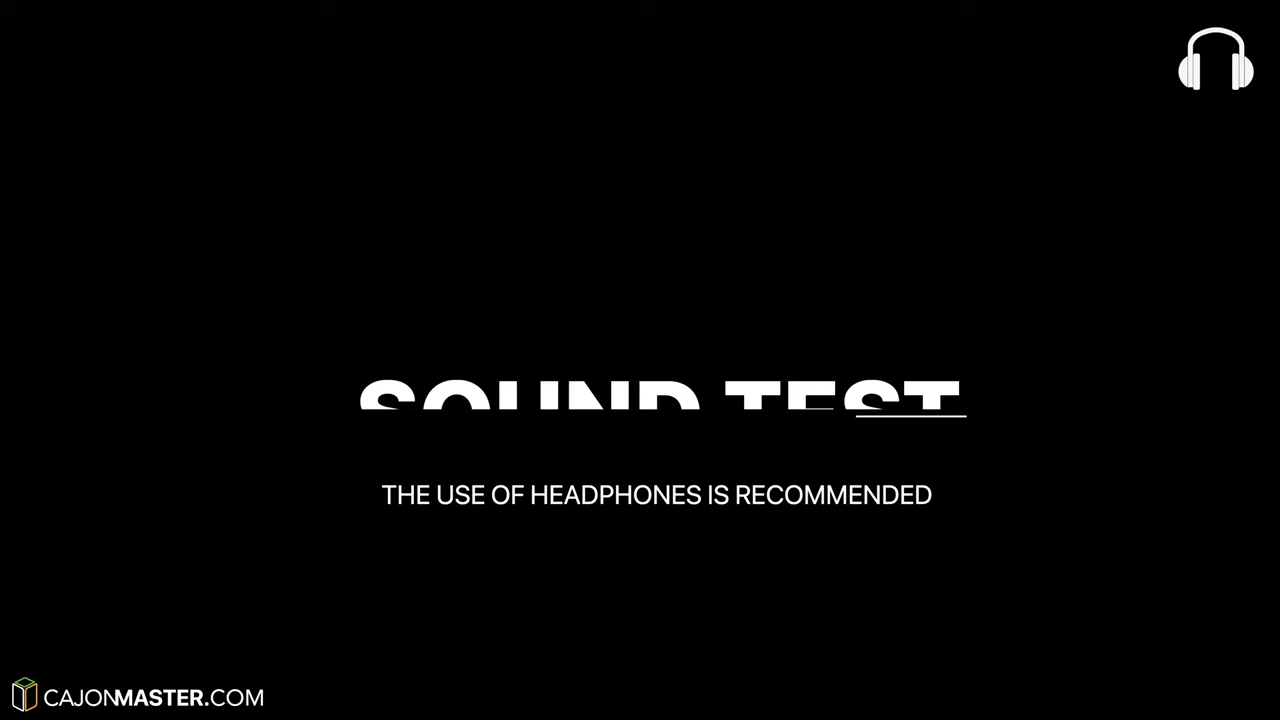 SOUND TEST
THE USE OF HEADPHONES IS RECOMMENDED
CAJONMASTER.COM